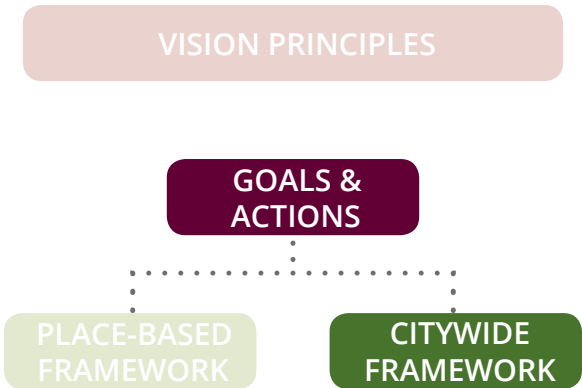 VISION PRINCIPLES
GOALS &
ACTIONS
PLACE-BASED
FRAMEWORK
CITYWIDE
FRAMEWORK